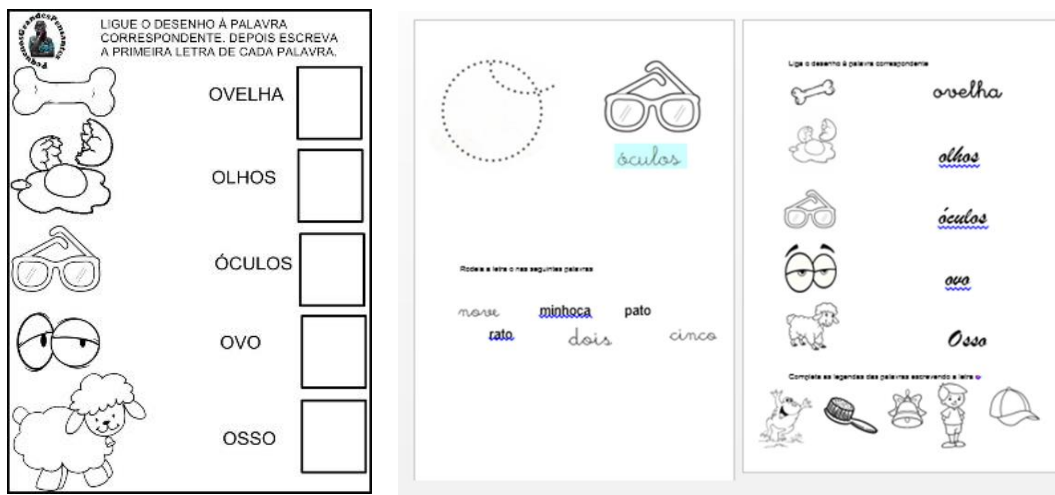 PequenosGrandesPensantes
LIGUE O DESENHO À PALAVRA
CORRESPONDENTE. DEPOIS ESCREVA
A PRIMEIRA LETRA DE CADA PALAVRA.
OVELHA
OLHOS
ÓCULOS
OVO
OSSO
óculos
Rodeia a letra o nas seguintes palavras
nove minhoca pato
rato dois cinco
Liga o desenho à palavra correspondente
ovelha
olhos
óculos
ovo
Osso
Completa as legendas das palavras escrevendo a letra o